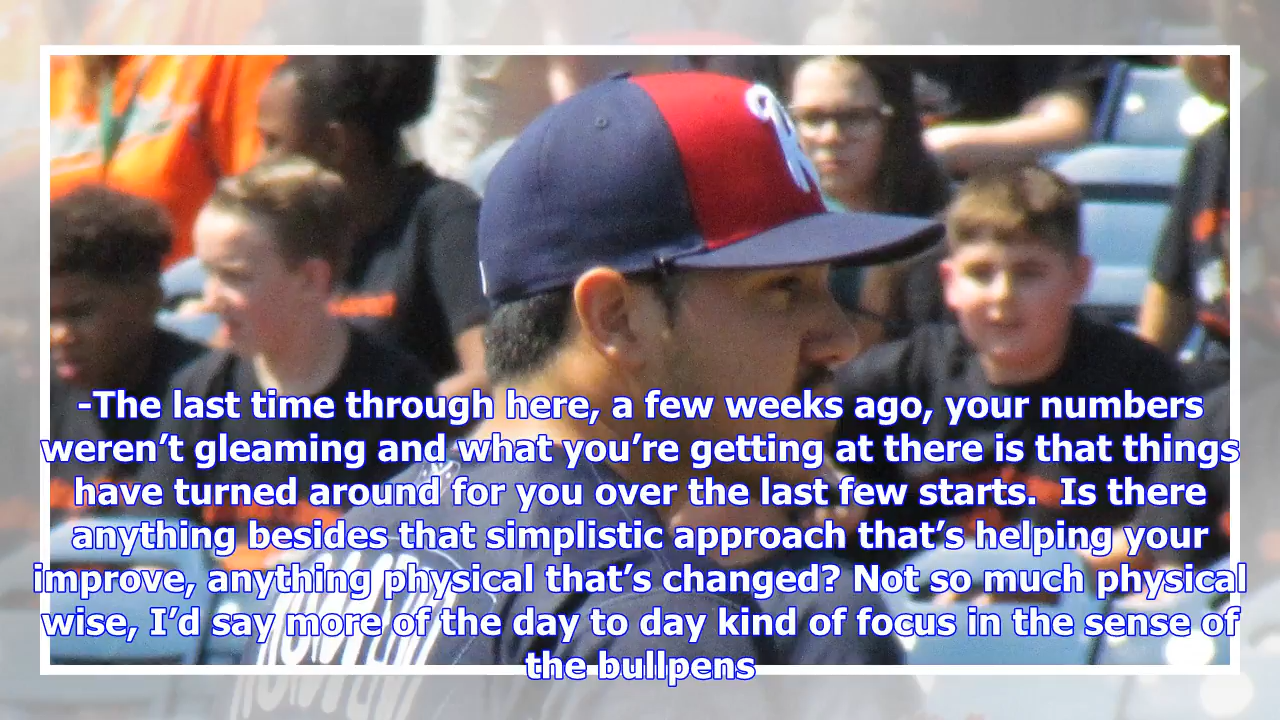 -The last time through here, a few weeks ago, your numbers
weren’t gleaming and what you’re getting at there is that things
have turned around for you over the last few starts.  Is there
anything besides that simplistic approach that’s helping your
improve, anything physical that’s changed? Not so much physical
wise, I’d say more of the day to day kind of focus in the sense of
the bullpens